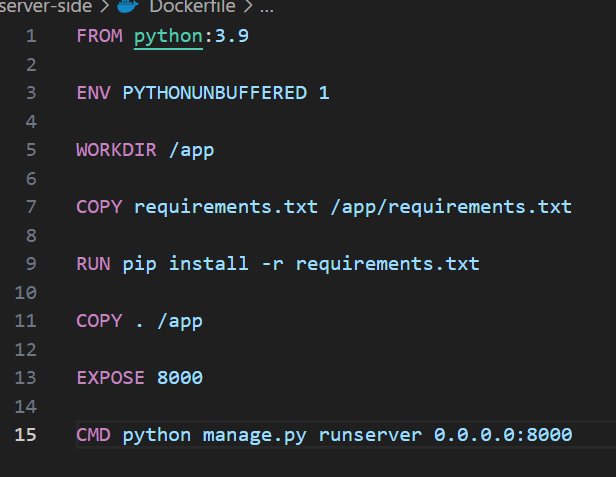 server-side > Dockerfile > ...
1 FROM python:3.9
2
3 ENV PYTHONUNBUFFERED 1
4
5 WORKDIR /app
6
7 COPY requirements.txt /app/requirements.txt
8
9 RUN pip install -r requirements.txt
10
11 COPY . /app
12
13 EXPOSE 8000
14
15 CMD python manage.py runserver 0.0.0.0:8000